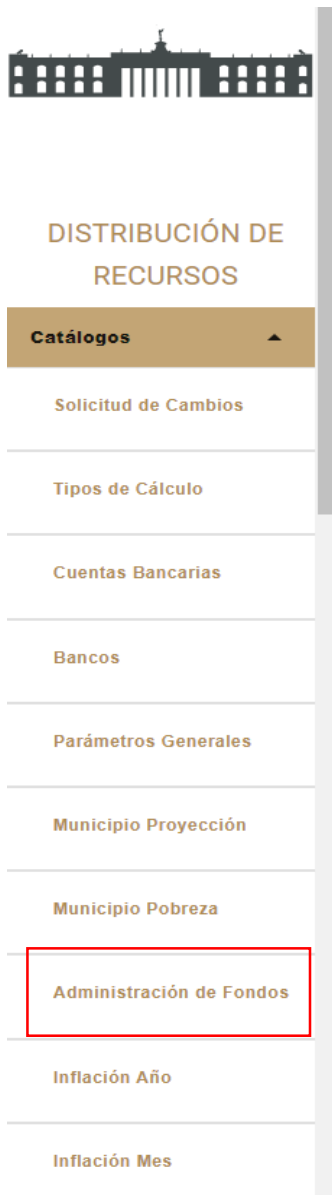 DISTRIBUCIÓN DE
RECURSOS
Catálogos
Solicitud de Cambios
Tipos de Cálculo
Cuentas Bancarias
Bancos
Parámetros Generales
Municipio Proyección
Municipio Pobreza
Administración de Fondos
Inflación Año
Inflación Mes